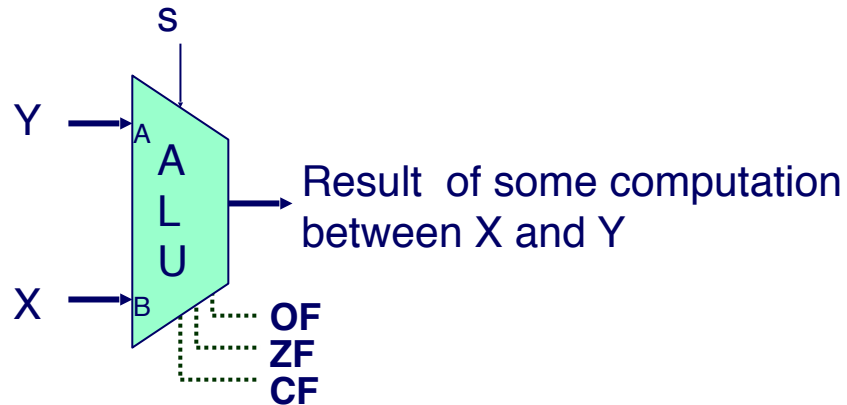 s
Y
A
A
L
U
Result of some computation
between X and Y
X
B
OF
ZF
CF